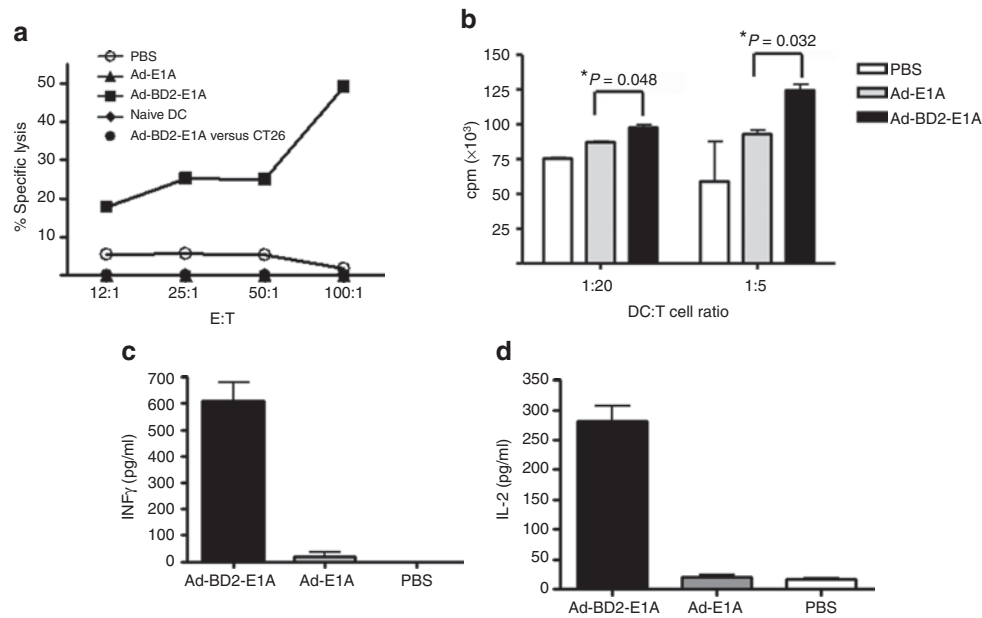 a
PBS
Ad-E1A
Ad-BD2-E1A
Naive DC
Ad-BD2-E1A versus CT26
50
40
30
20
10
% Specific lysis
12:1
25:1
50:1
100:1
E:T
b
*P = 0.048
*P = 0.032
PBS
Ad-E1A
Ad-BD2-E1A
150
125
100
75
50
25
cpm (×10³)
1:20
1:5
DC:T cell ratio
c
700
600
500
400
300
200
100
0
INFγ (pg/ml)
Ad-BD2-E1A
Ad-E1A
PBS
d
350
300
250
200
150
100
50
0
IL-2 (pg/ml)
Ad-BD2-E1A
Ad-E1A
PBS